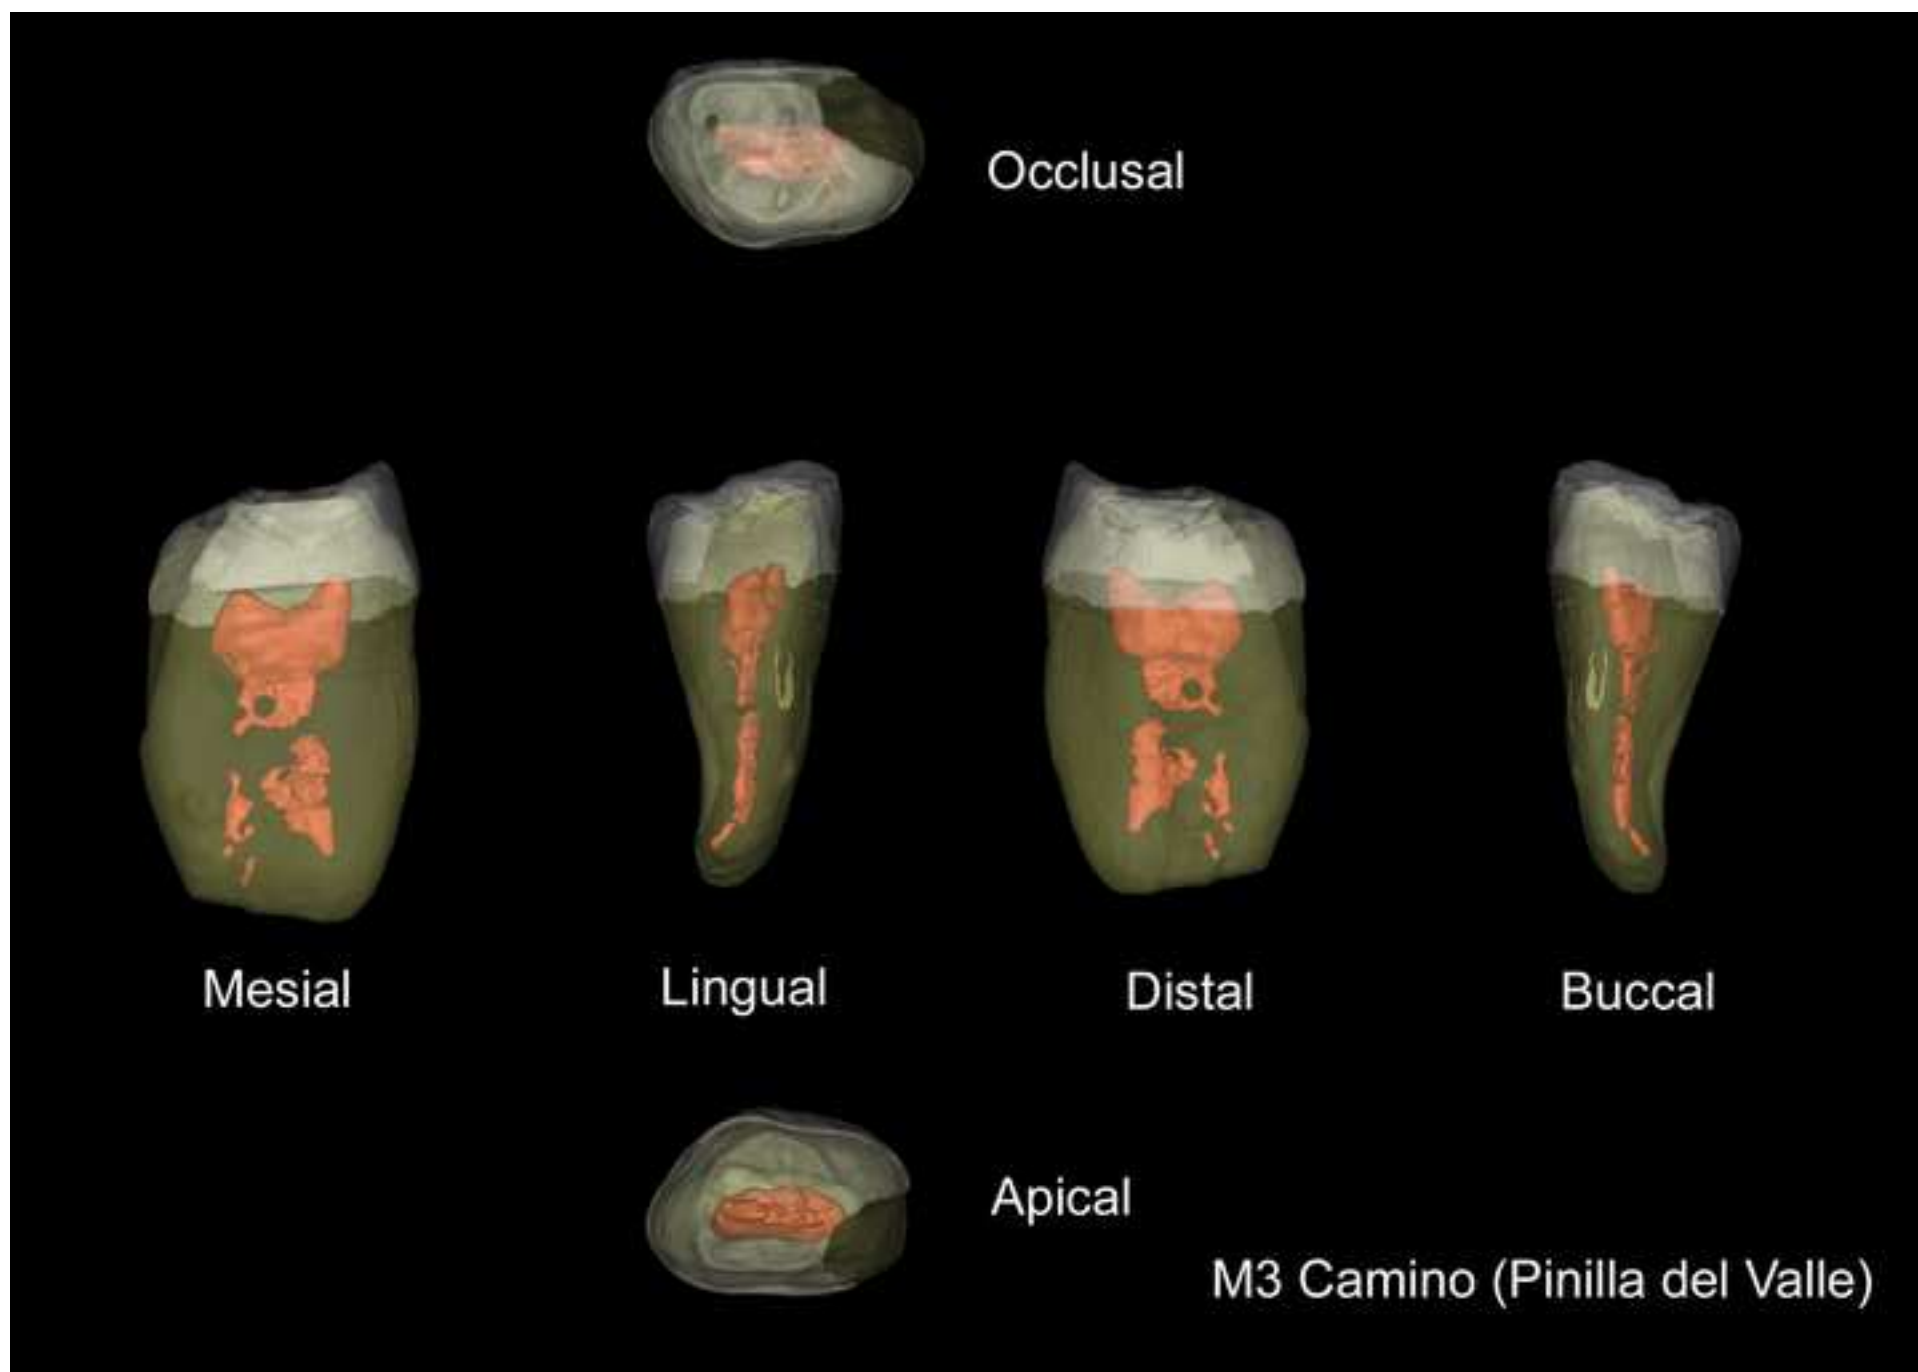 Occlusal
Mesial
Lingual
Distal
Buccal
Apical
M3 Camino (Pinilla del Valle)